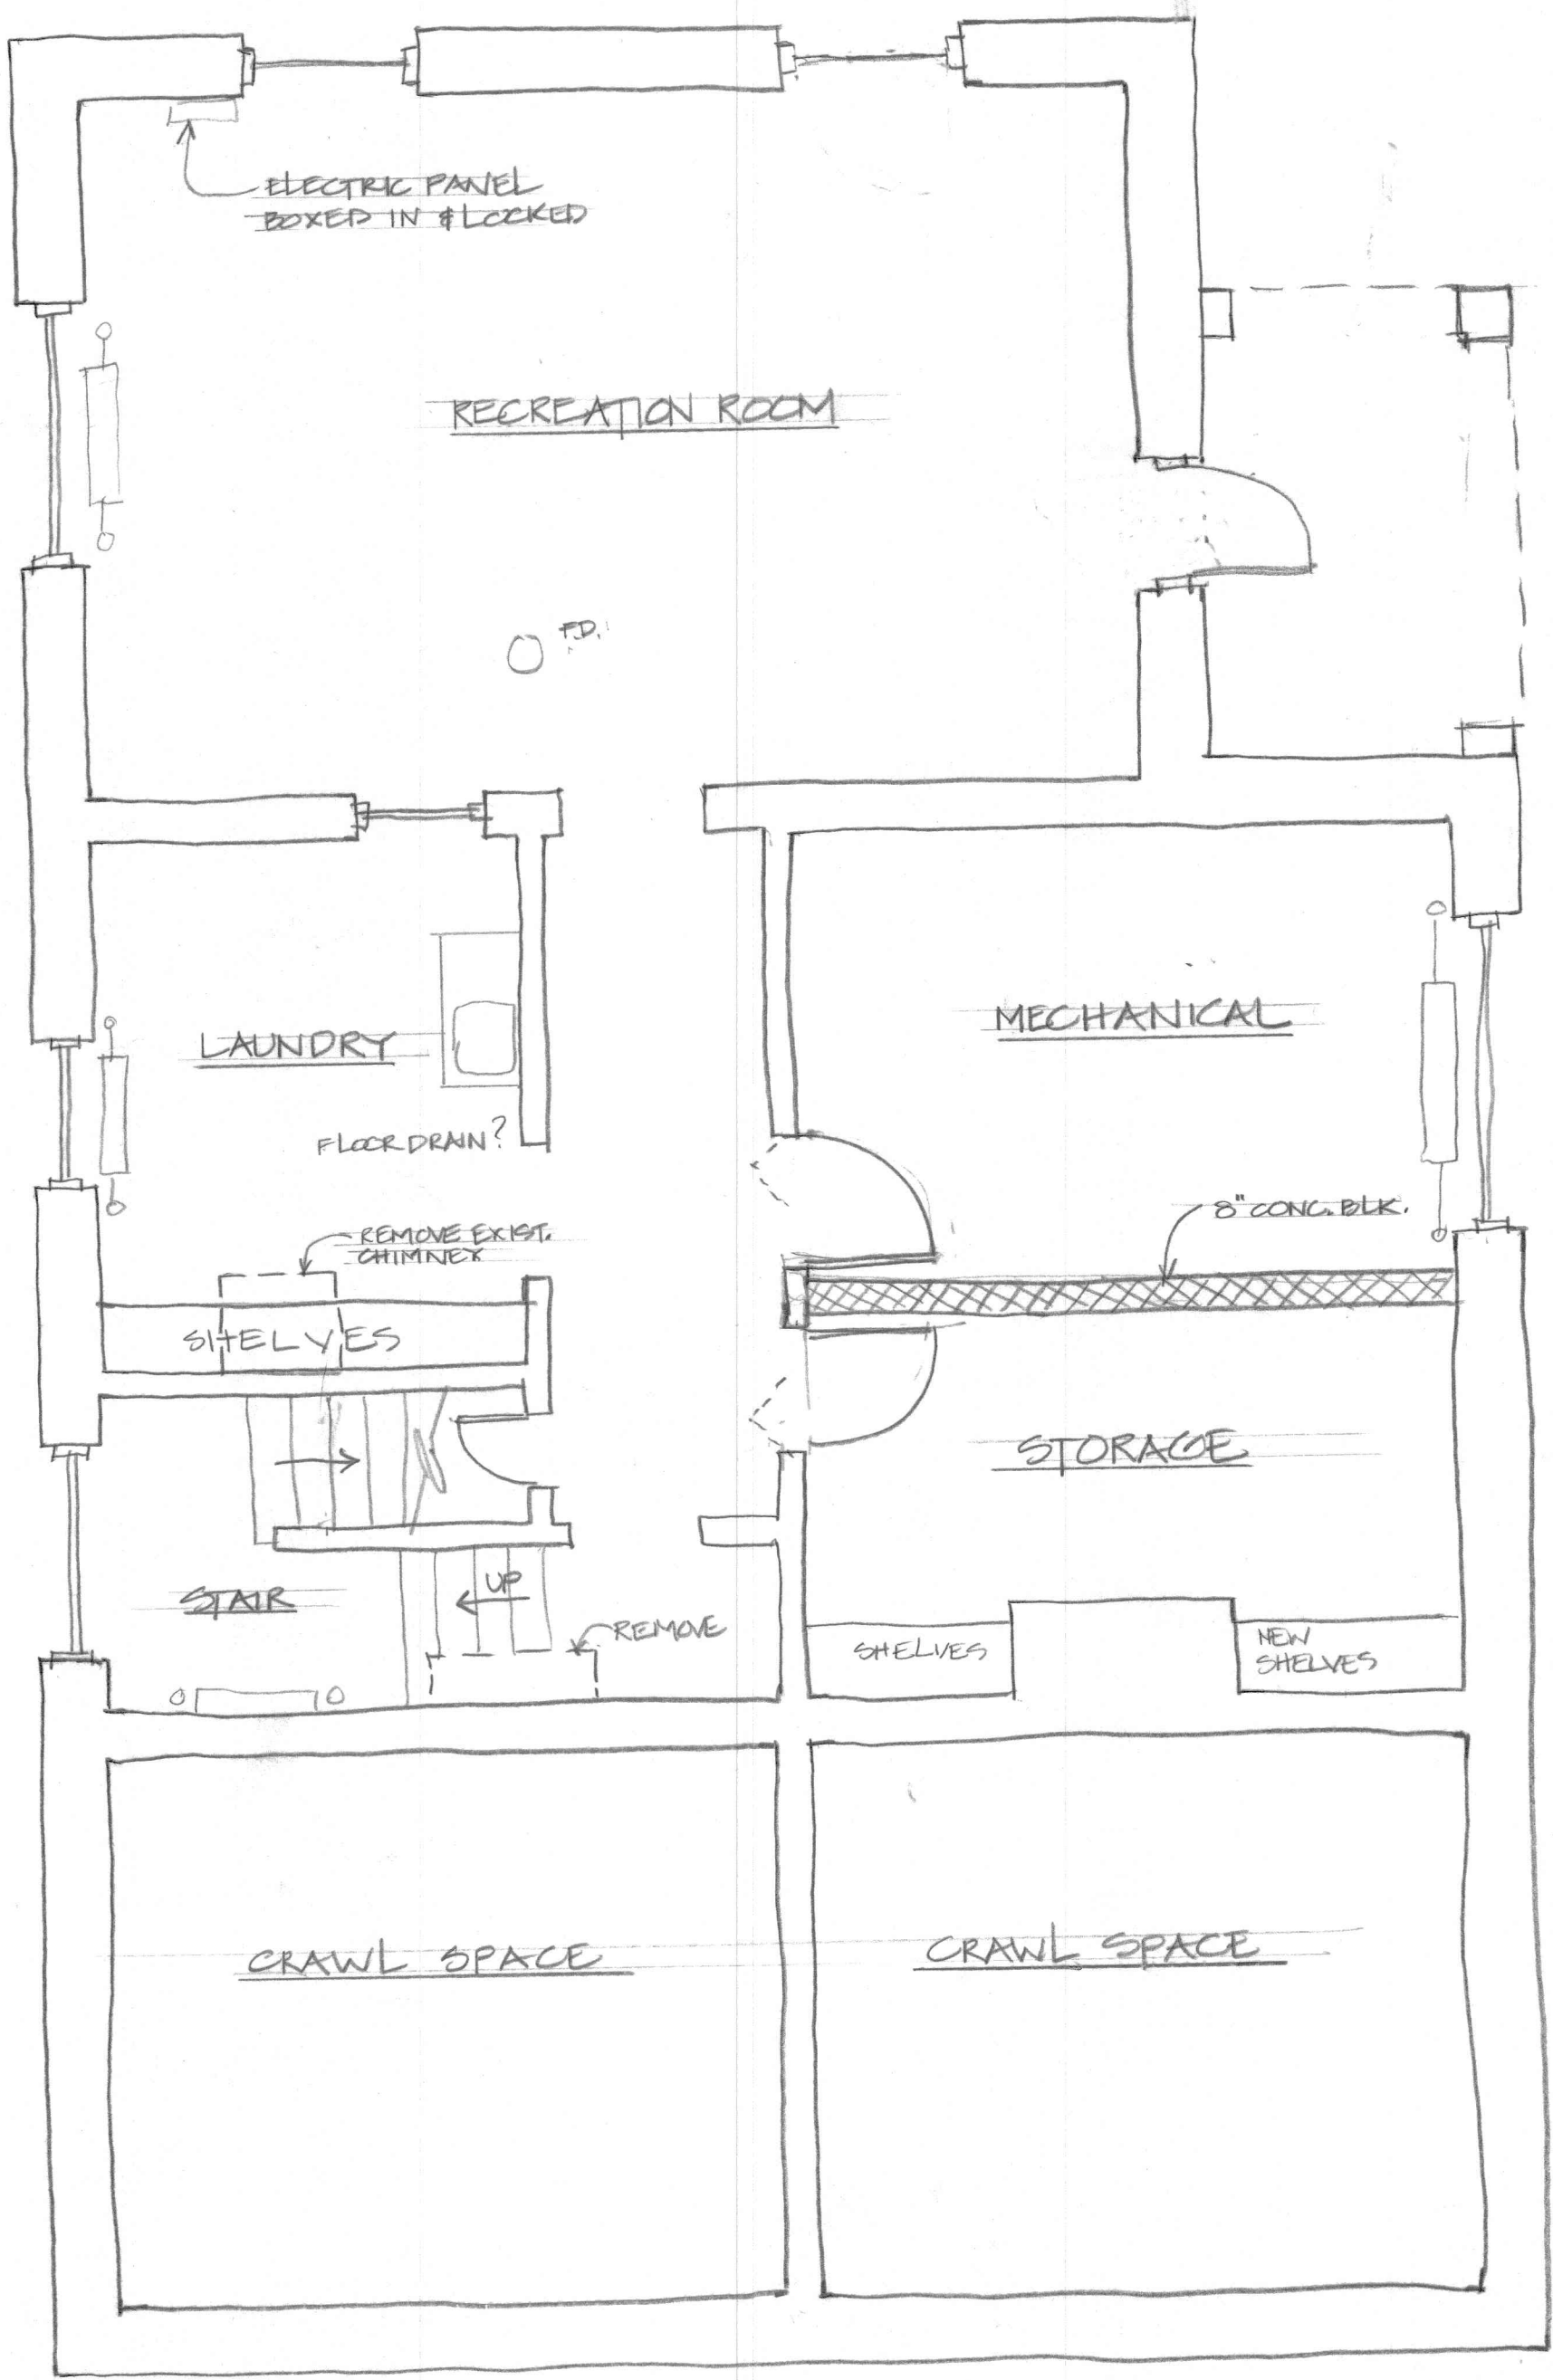 ELECTRIC PANEL
BOXED IN & LOCKED
RECREATION ROOM
F.D.
MECHANICAL
LAUNDRY
FLOOR DRAIN?
8" CONC. BLK.
REMOVE EXIST.
CHIMNEY
SHELVES
STORAGE
STAIR
UP
REMOVE
SHELVES
NEW
SHELVES
CRAWL SPACE
CRAWL SPACE